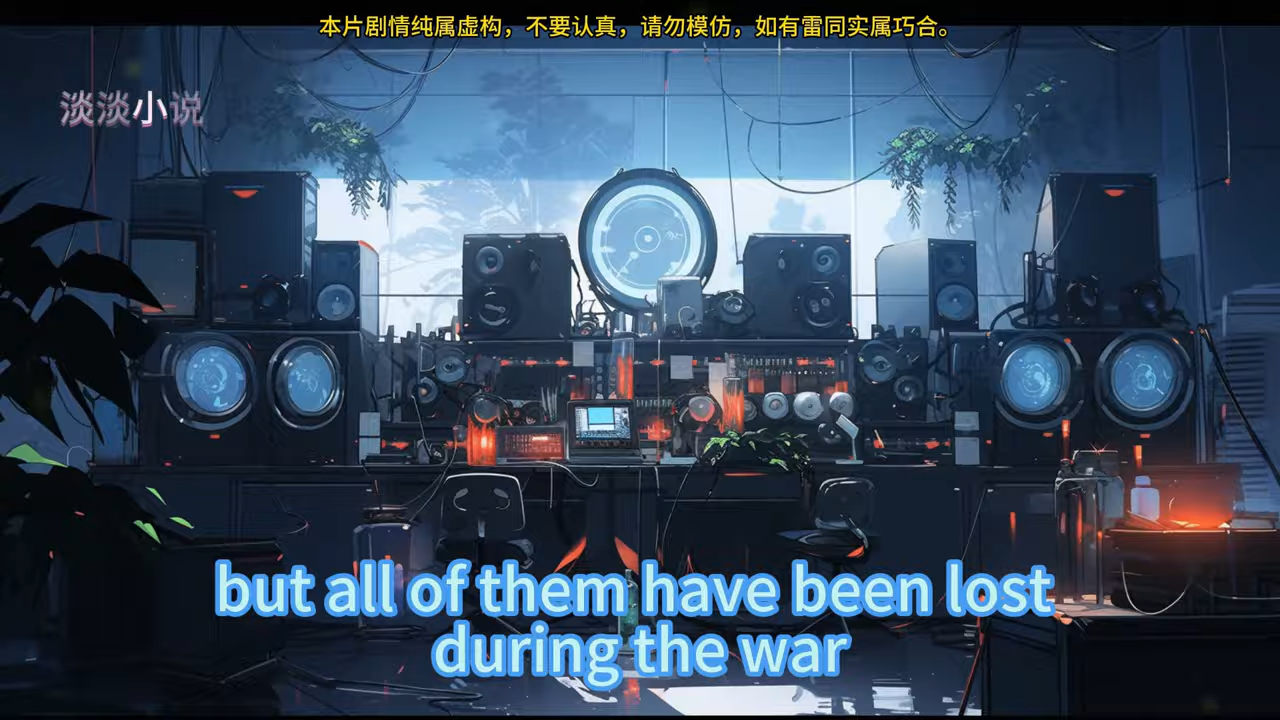 本片剧情纯属虚构，不要认真，请勿模仿，如有雷同实属巧合。
淡淡小说
but all of them have been lost
during the war